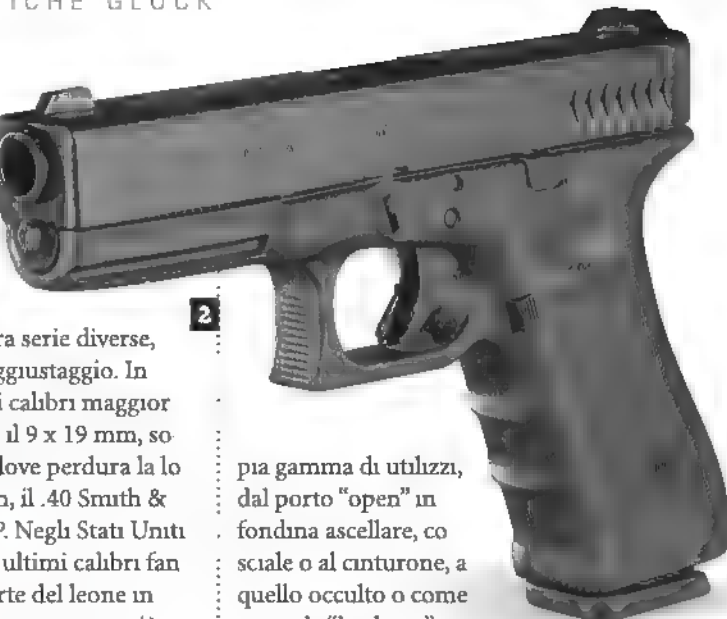 ICHE GLOCK
2
ra serie diverse,
ggiustaggio. In
i calibri maggior
il 9 x 19 mm, so-
dove perdura la lo
n, il .40 Smith &
P. Negli Stati Uniti
ultimi calibri fan
rte del leone in
pia gamma di utilizzi,
dal porto “open” in
fondina ascellare, co
sciale o al cinturone, a
quello occulto o come